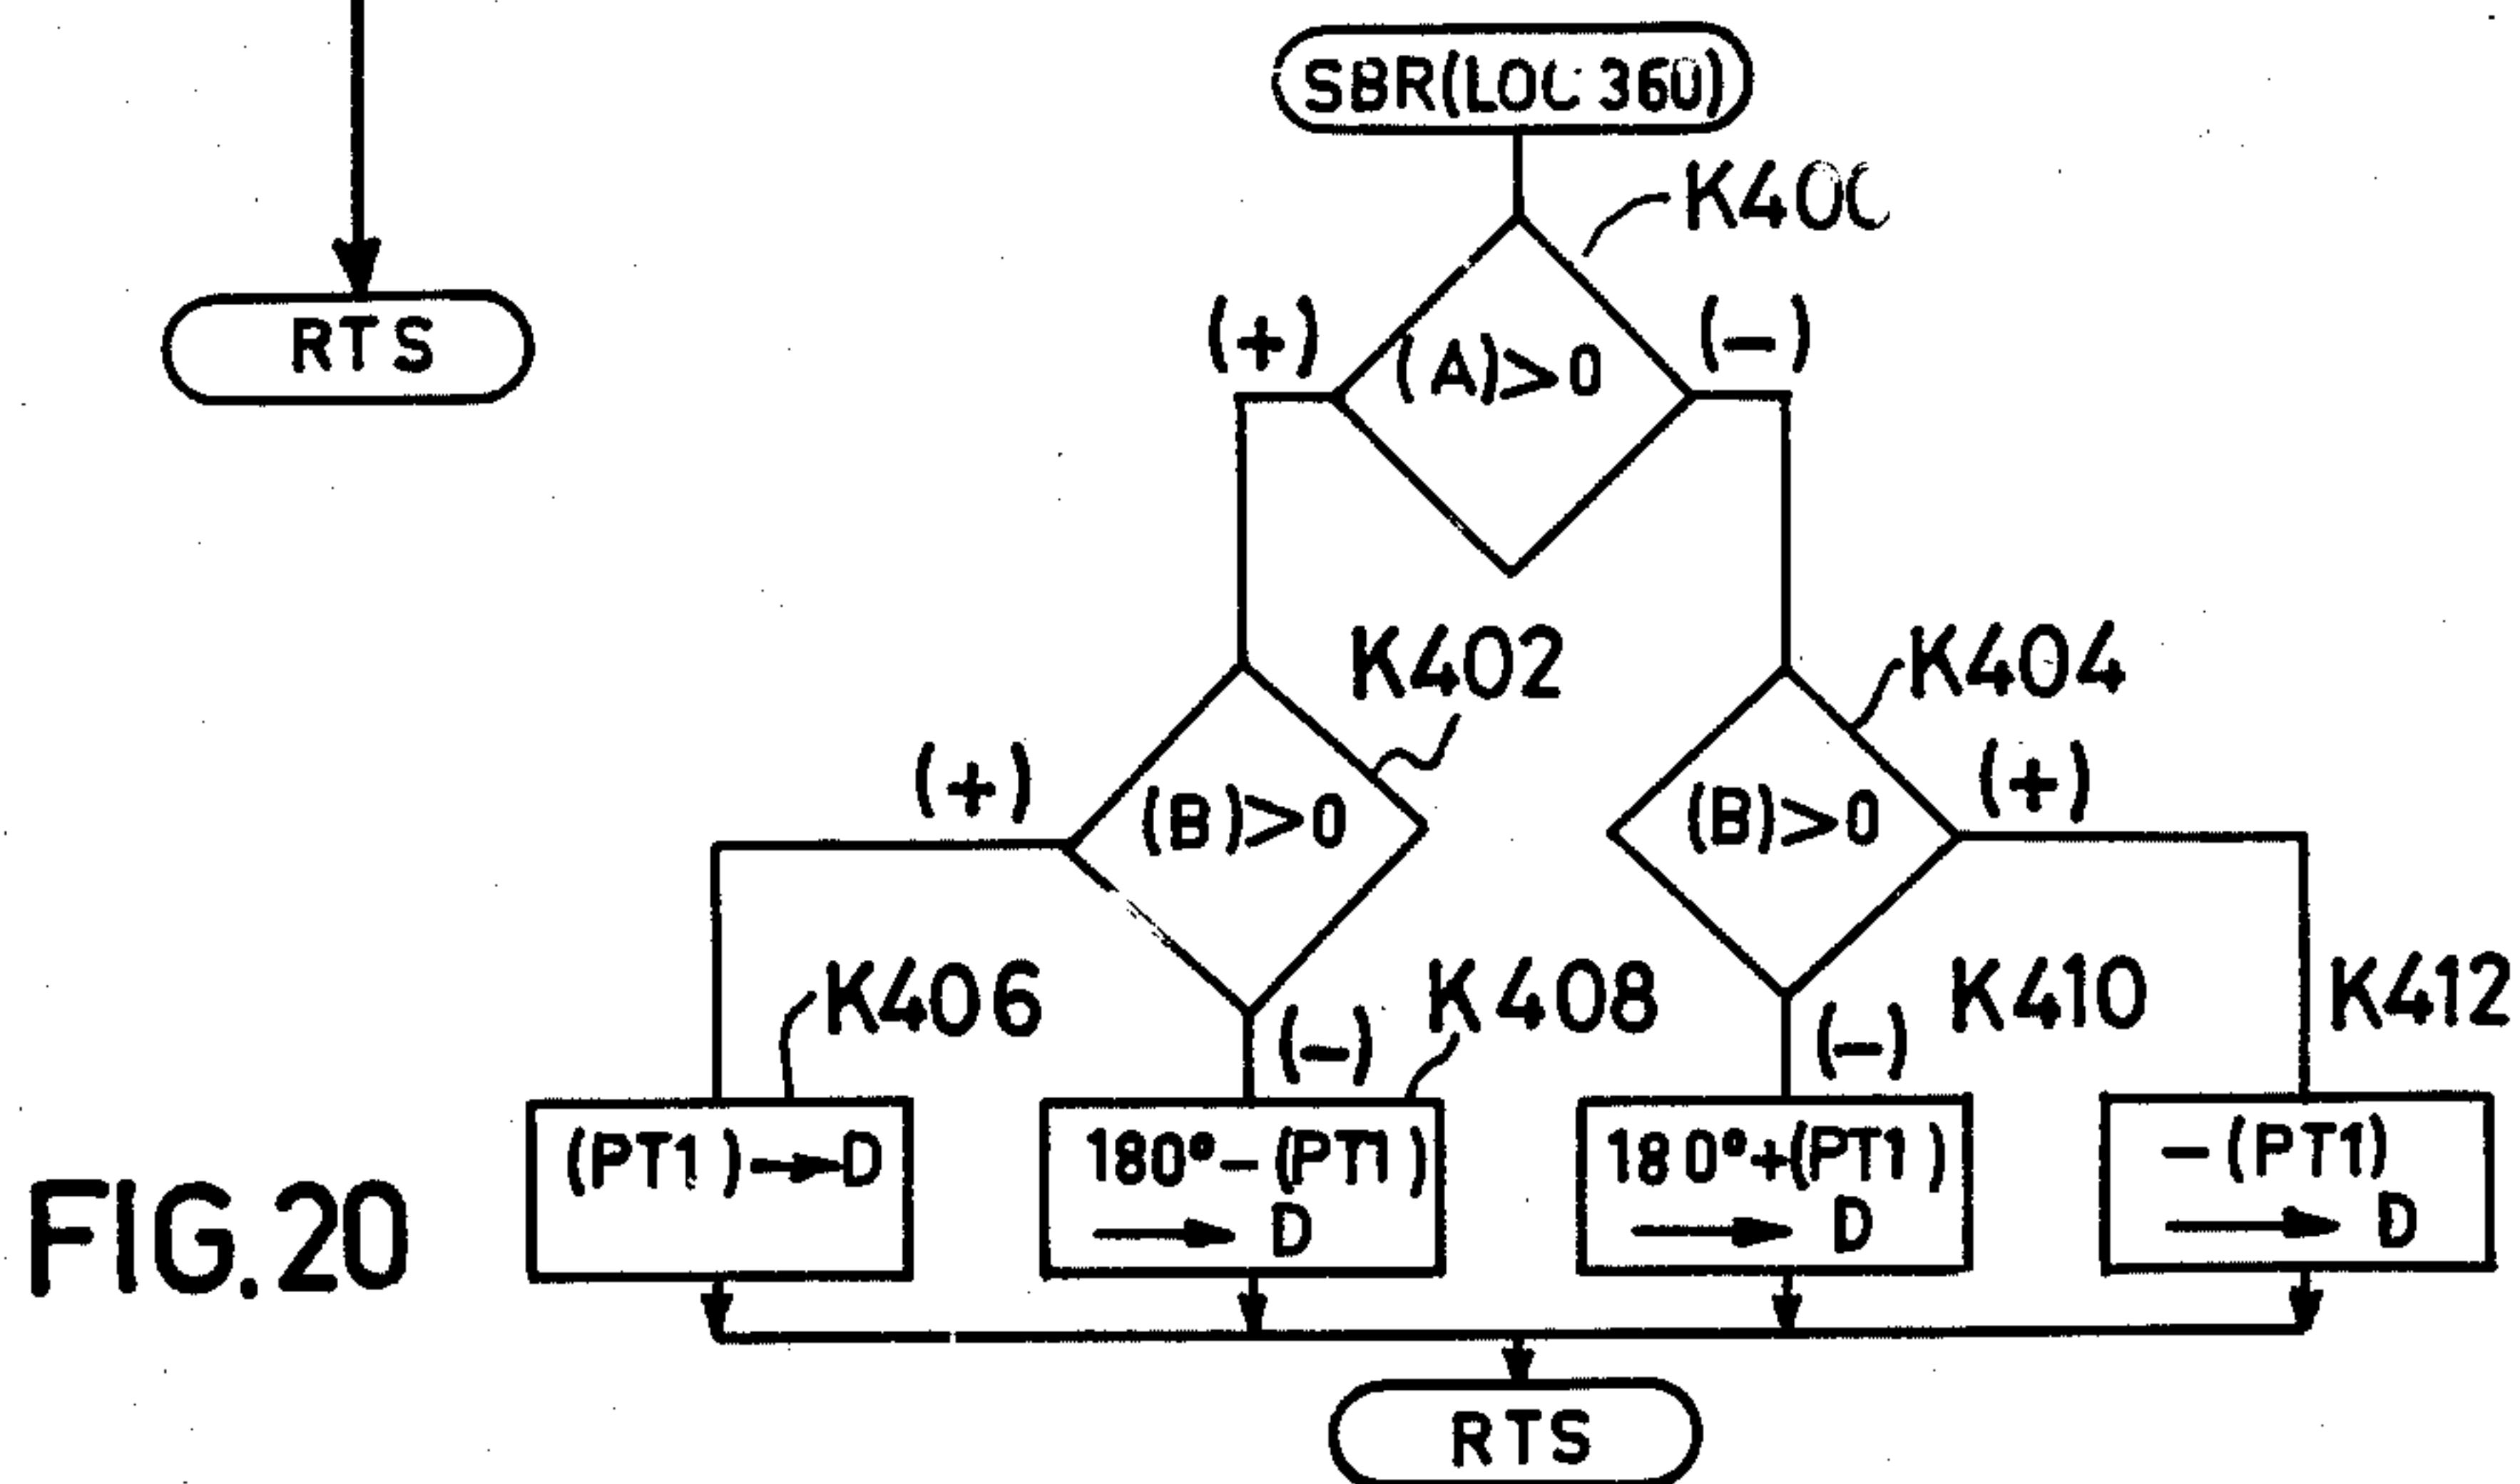 SBR(LOC 360)
K400
RTS
(+)
(-)
(A)>0
K402
K404
(+)
(B)>0
(B)>0
(+)
K406
(-)
K408
(-)
K410
K412
(PT1)→D
180°-(PT1)
→ D
180°+(PT1)
→ D
-(PT1)
→ D
FIG.20
RTS